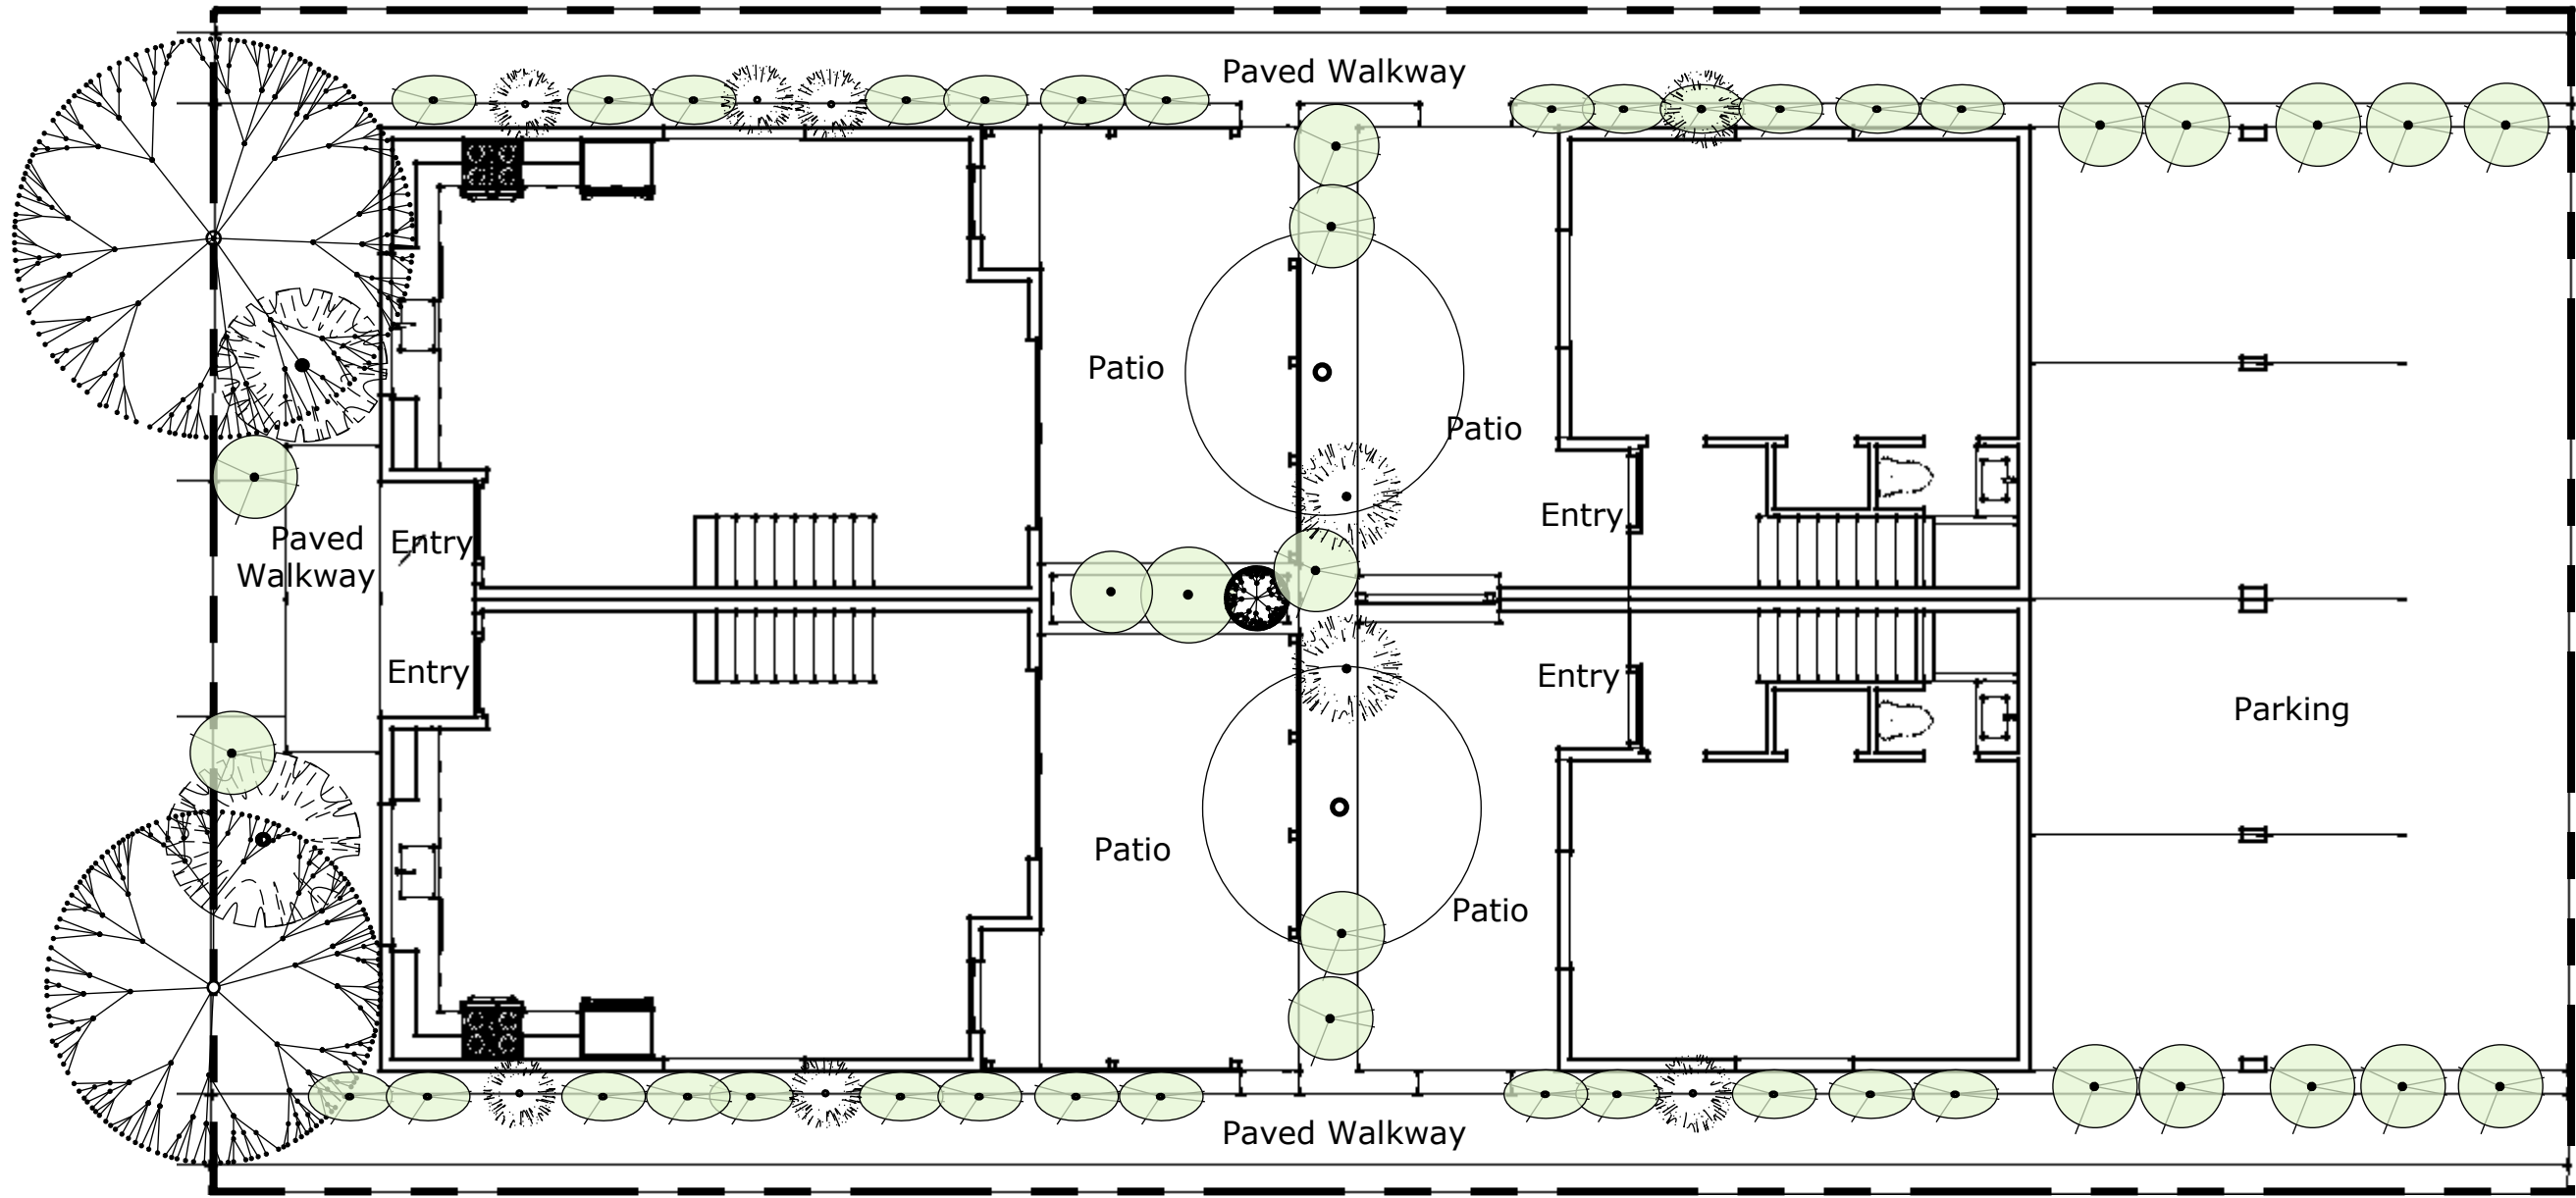 Paved Walkway
Patio
Patio
Entry
Paved
Walkway
Entry
Entry
Entry
Parking
Patio
Patio
Paved Walkway